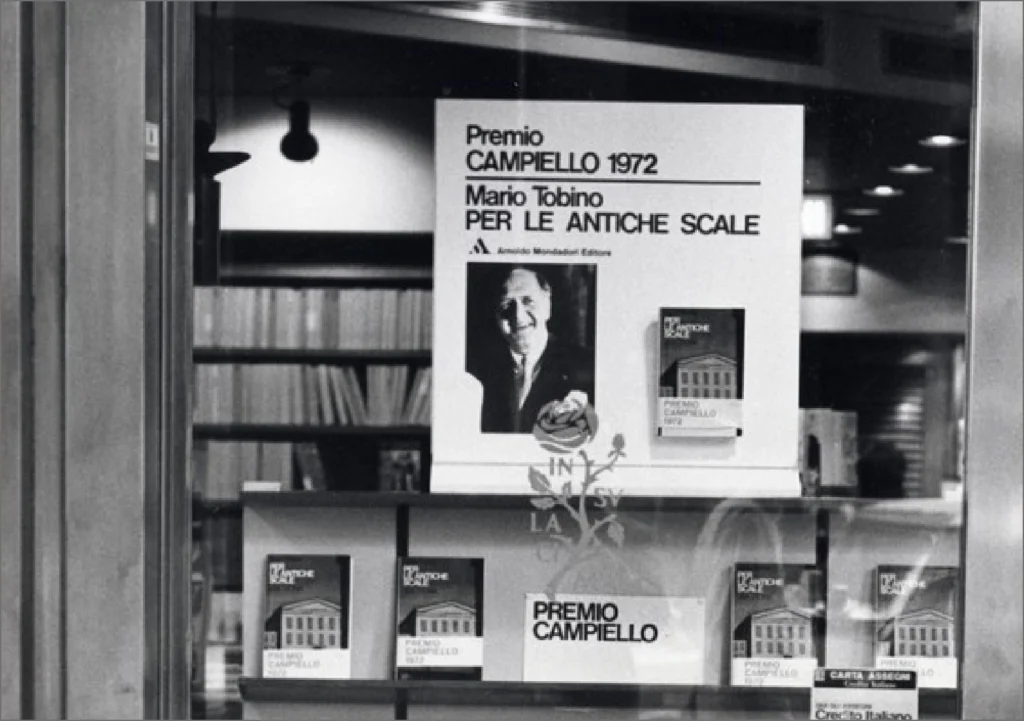 Premio
CAMPIELLO 1972
Mario Tobino
PER LE ANTICHE SCALE
Arnoldo Mondadori Editore
PER
LE ANTICHE
SCALE
PREMIO
CAMPIELLO
1972
IN
SV
LA
PER
LE ANTICHE
SCALE
PREMIO
CAMPIELLO
1972
PER
LE ANTICHE
SCALE
PREMIO
CAMPIELLO
1972
PREMIO
CAMPIELLO
PER
LE ANTICHE
SCALE
PREMIO
CAMPIELLO
1972
PER
LE ANTICHE
SCALE
PREMIO
CARTA ASSEGNI
Credito Italiano
Credito Italiano